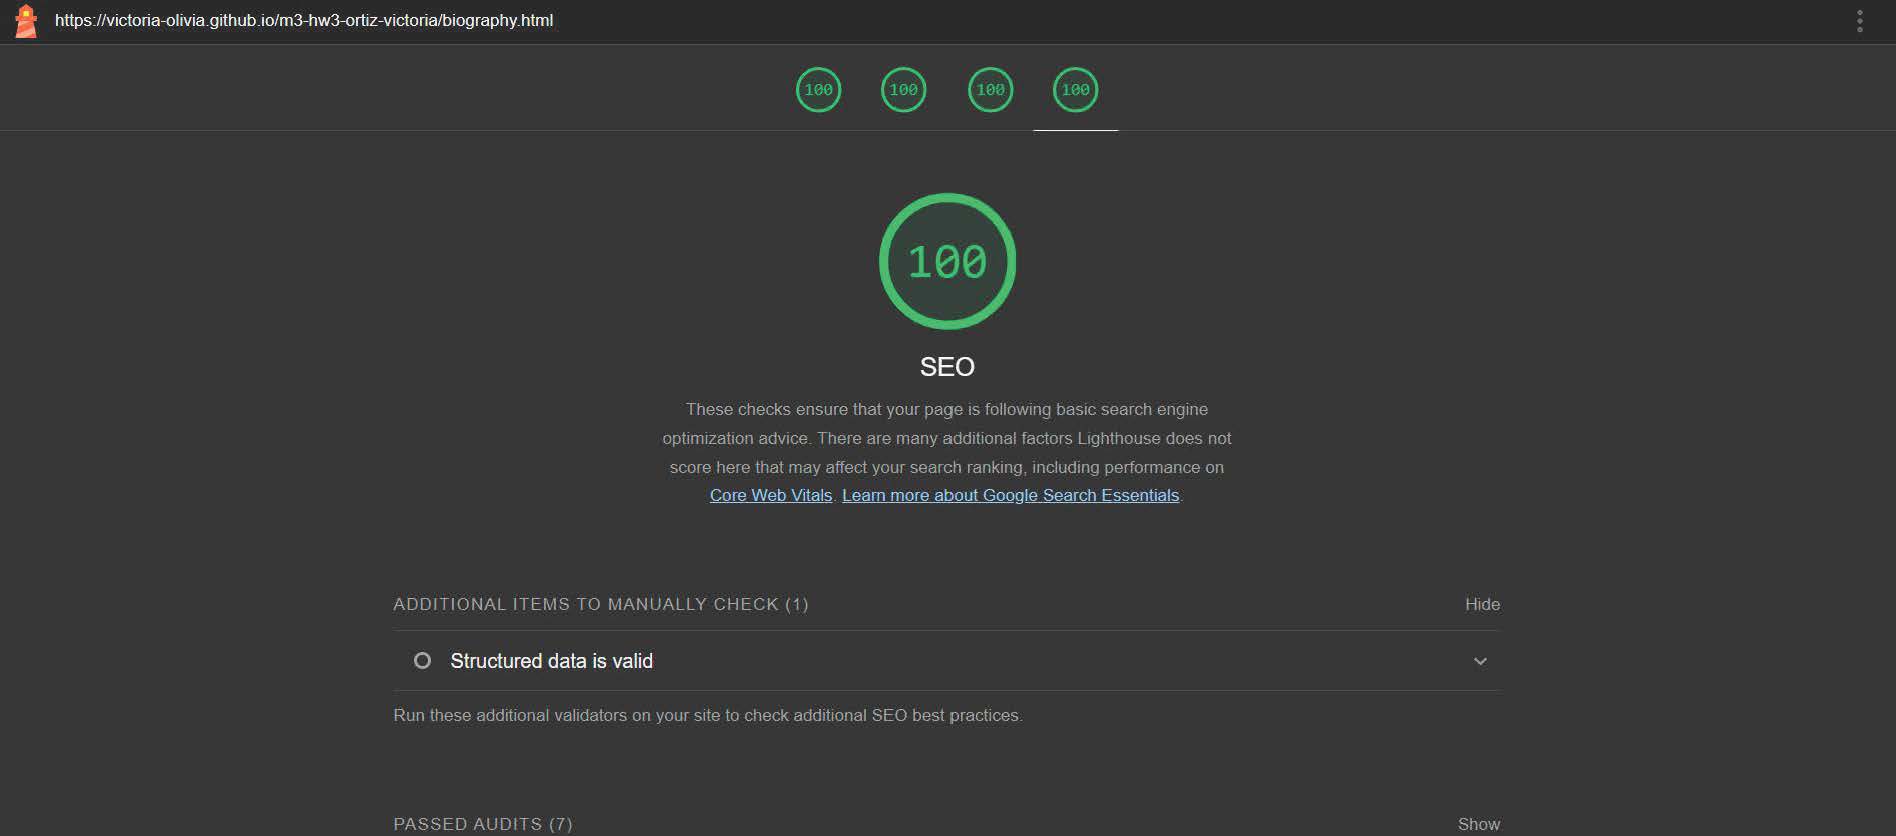 https://victoria-olivia.github.io/m3-hw3-ortiz-victoria/biography.html
100 100 100 100
100
SEO
These checks ensure that your page is following basic search engine
optimization advice. There are many additional factors Lighthouse does not
score here that may affect your search ranking, including performance on
Core Web Vitals. Learn more about Google Search Essentials.
ADDITIONAL ITEMS TO MANUALLY CHECK (1) Hide
Structured data is valid
Run these additional validators on your site to check additional SEO best practices.
PASSED AUDITS (7) Show